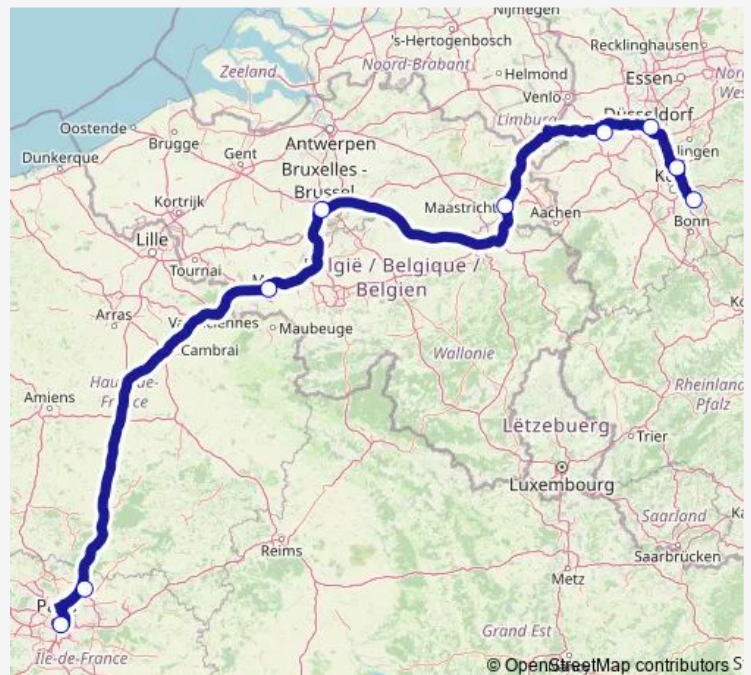 Nijmegen
's-Hertogenbosch
Recklinghausen
Zeeland
Noord-Brabant
Helmond
Essen
Venlo
Oostende
Limburg
Düsseldorf
Brugge
Antwerpen
Dunkerque
Gent
Bruxelles -
Brussel
Kortrijk
Maastricht
Aachen
Bonn
Lille
Tournai
België / Belgique /
Belgien
Arras
Valenciennes
Maubeuge
Cambrai
Wallonie
Amiens
Rheinland
Pfalz
Lëtzebuerg
Trier
Luxembourg
Saarland
Reims
Saarbrücken
Metz
Grand Est
Île-de-France
© OpenStreetMap contributors